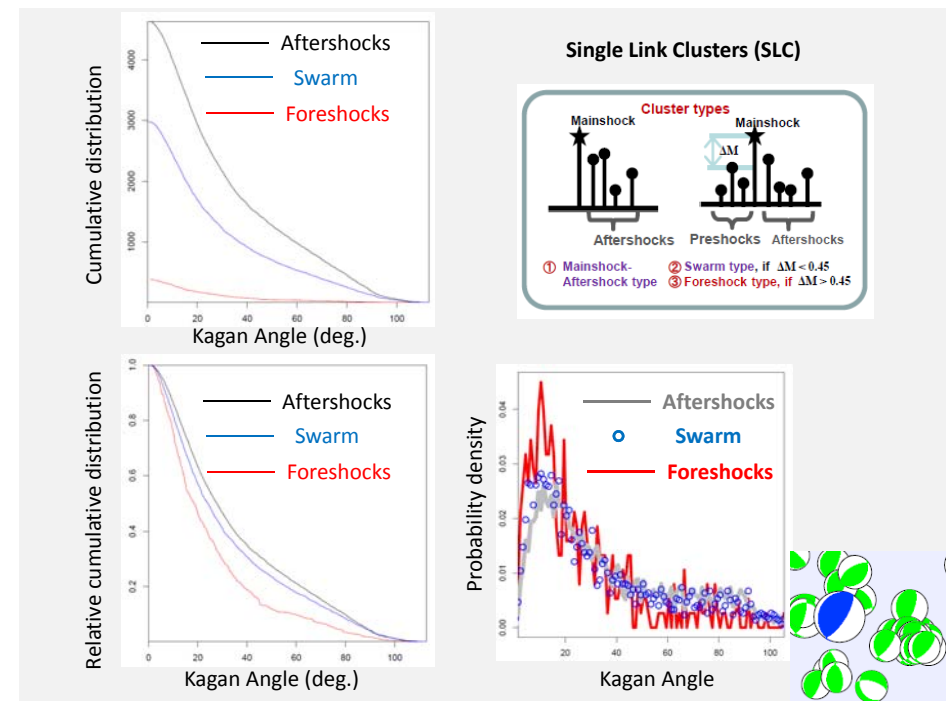 Aftershocks
Swarm
Foreshocks
Cumulative distribution
4000
3000
2000
1000
0
20
40
60
80
100
Kagan Angle (deg.)
Single Link Clusters (SLC)
Cluster types
Mainshock
Mainshock
ΔM
Aftershocks
Preshocks
Aftershocks
① Mainshock-
Aftershock type
② Swarm type, if ΔM < 0.45
③ Foreshock type, if ΔM > 0.45
Aftershocks
Swarm
Foreshocks
Relative cumulative distribution
1.0
0.8
0.6
0.4
0.2
0
20
40
60
80
100
Kagan Angle (deg.)
Aftershocks
Swarm
Foreshocks
Probability density
0.04
0.03
0.02
0.01
0.00
20
40
60
80
100
Kagan Angle